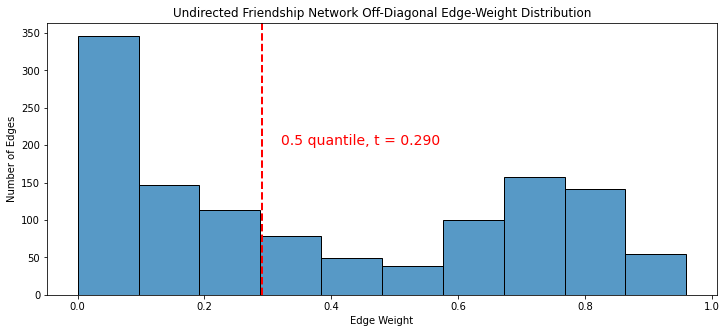 Undirected Friendship Network Off-Diagonal Edge-Weight Distribution
350
300
250
200
150
100
50
0
Number of Edges
0.5 quantile, t = 0.290
0.0 0.2 0.4 0.6 0.8 1.0
Edge Weight